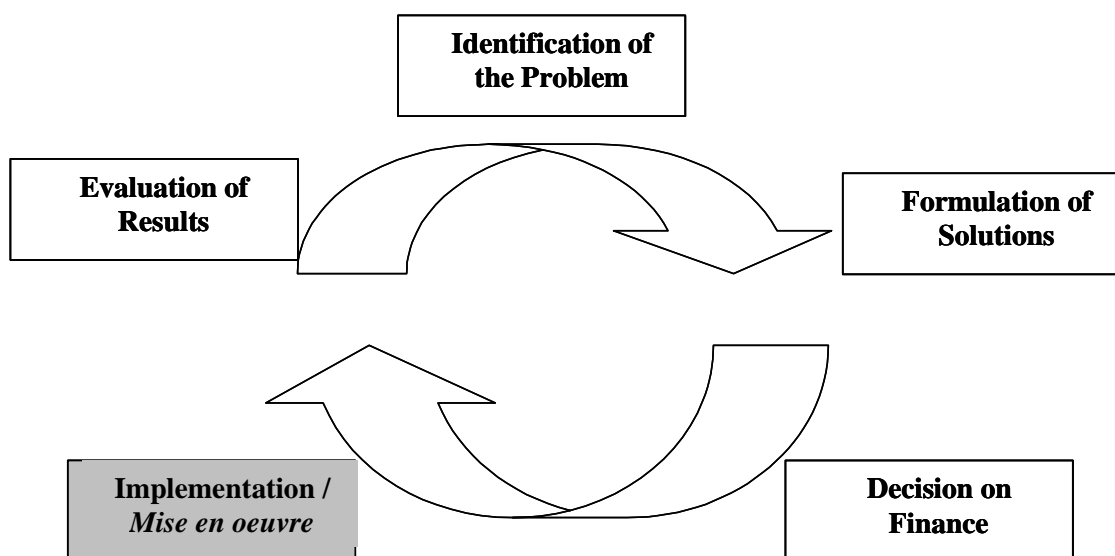 Identification of
the Problem
Evaluation of
Results
Formulation of
Solutions
Implementation /
Mise en oeuvre
Decision on
Finance